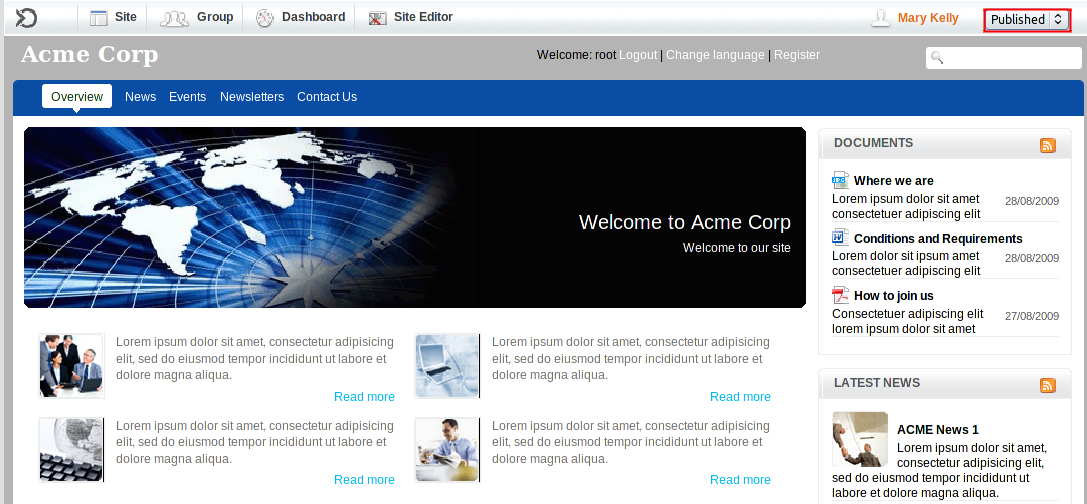 Site Group Dashboard Site Editor Mary Kelly Published
Acme Corp Welcome: root Logout | Change language | Register
Overview News Events Newsletters Contact Us
Welcome to Acme Corp
Welcome to our site
Lorem ipsum dolor sit amet, consectetur adipisicing
elit, sed do eiusmod tempor incididunt ut labore et
dolore magna aliqua.
Read more
Lorem ipsum dolor sit amet, consectetur adipisicing
elit, sed do eiusmod tempor incididunt ut labore et
dolore magna aliqua.
Read more
Lorem ipsum dolor sit amet, consectetur adipisicing
elit, sed do eiusmod tempor incididunt ut labore et
dolore magna aliqua.
Read more
Lorem ipsum dolor sit amet, consectetur adipisicing
elit, sed do eiusmod tempor incididunt ut labore et
dolore magna aliqua.
Read more
DOCUMENTS
Where we are
Lorem ipsum dolor sit amet 28/08/2009
consectetuer adipiscing elit
Conditions and Requirements
Lorem dolor sit ipsum amet 28/08/2009
consectetuer adipiscing elit
How to join us
Consectetuer adipiscing elit 27/08/2009
lorem ipsum dolor sit amet
LATEST NEWS
ACME News 1
Lorem ipsum dolor sit amet,
consectetur adipiscing elit,
sed do eiusmod tempor incididunt ut
labore et dolore magna aliqua.